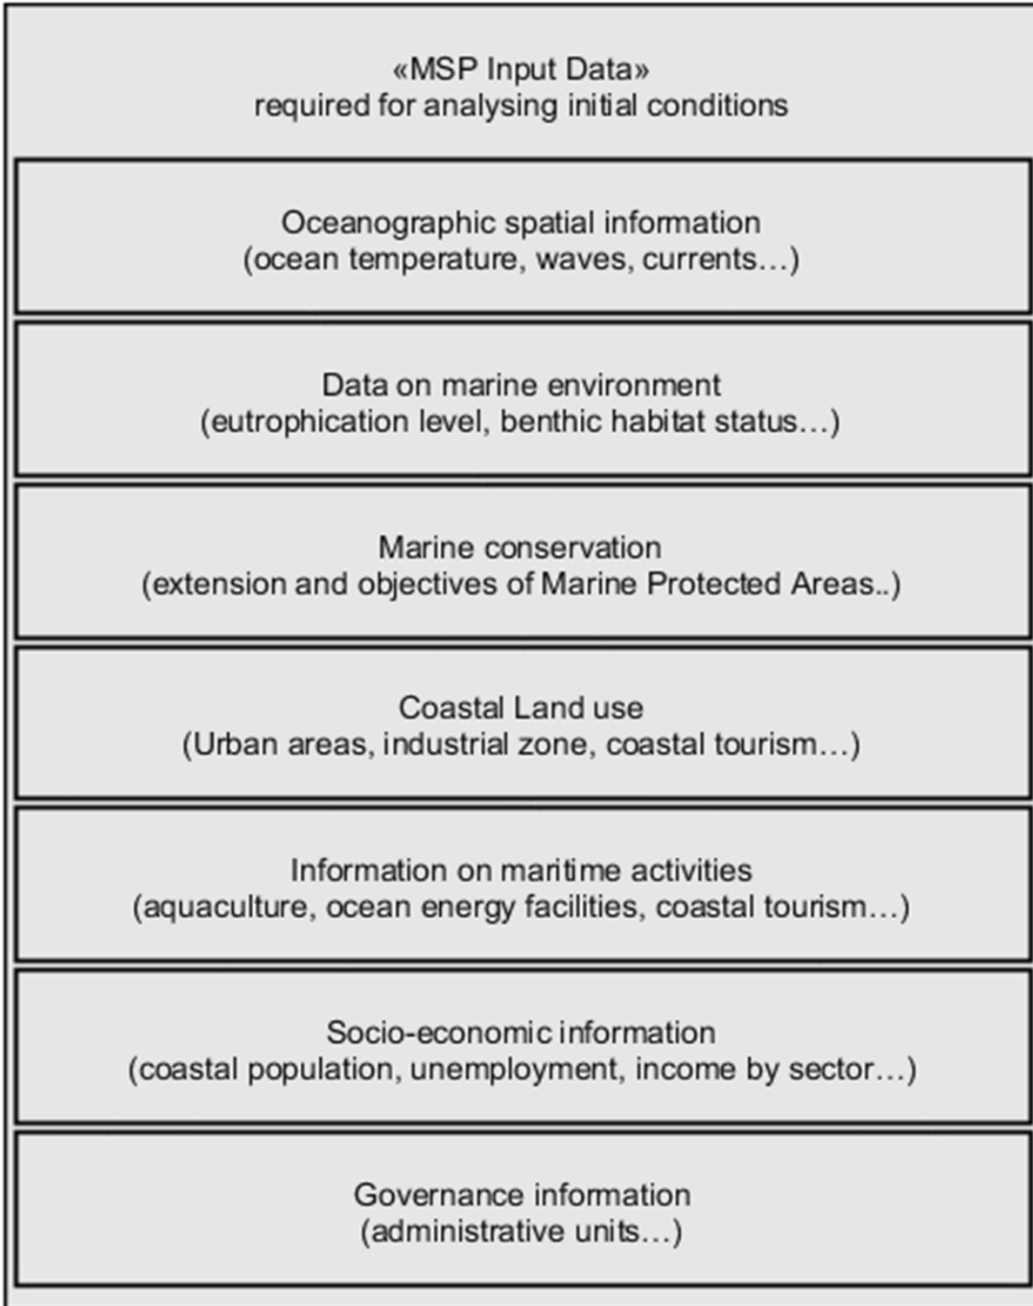 «MSP Input Data»
required for analysing initial conditions
Oceanographic spatial information
(ocean temperature, waves, currents…)
Data on marine environment
(eutrophication level, benthic habitat status…)
Marine conservation
(extension and objectives of Marine Protected Areas..)
Coastal Land use
(Urban areas, industrial zone, coastal tourism…)
Information on maritime activities
(aquaculture, ocean energy facilities, coastal tourism…)
Socio-economic information
(coastal population, unemployment, income by sector…)
Governance information
(administrative units…)